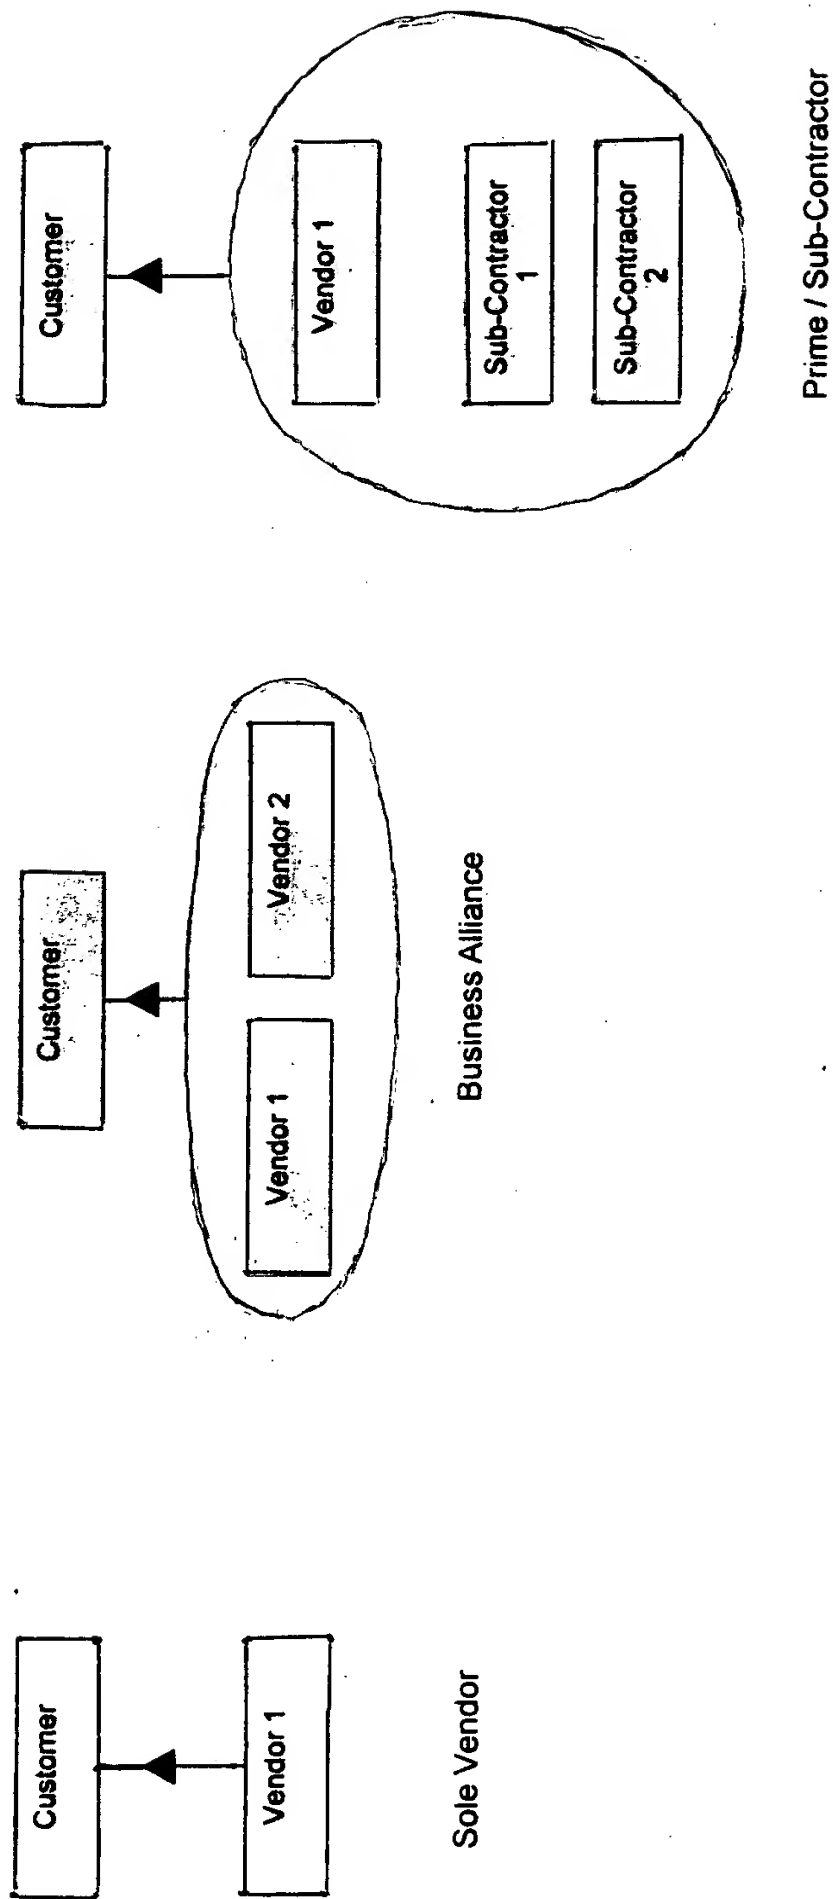 Customer
Vendor 1
Sole Vendor
Customer
Vendor 1
Vendor 2
Business Alliance
Customer
Vendor 1
Sub-Contractor
1
Sub-Contractor
2
Prime / Sub-Contractor